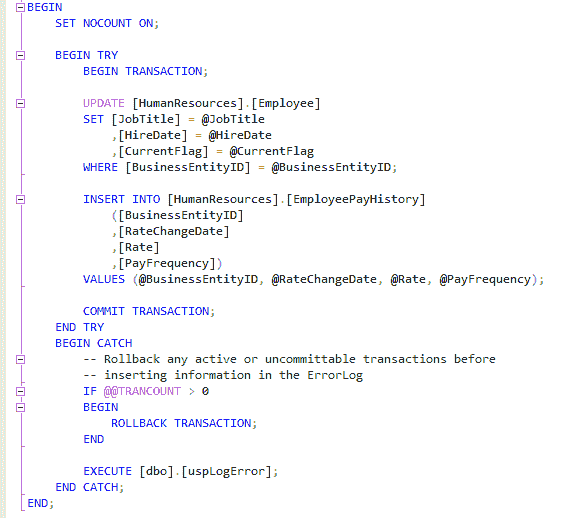 BEGIN
    SET NOCOUNT ON;

    BEGIN TRY
        BEGIN TRANSACTION;

        UPDATE [HumanResources].[Employee]
        SET [JobTitle] = @JobTitle
            ,[HireDate] = @HireDate
            ,[CurrentFlag] = @CurrentFlag
        WHERE [BusinessEntityID] = @BusinessEntityID;

        INSERT INTO [HumanResources].[EmployeePayHistory]
            ([BusinessEntityID]
            ,[RateChangeDate]
            ,[Rate]
            ,[PayFrequency])
        VALUES (@BusinessEntityID, @RateChangeDate, @Rate, @PayFrequency);

        COMMIT TRANSACTION;
    END TRY
    BEGIN CATCH
        -- Rollback any active or uncommittable transactions before
        -- inserting information in the ErrorLog
        IF @@TRANCOUNT > 0
        BEGIN
            ROLLBACK TRANSACTION;
        END

        EXECUTE [dbo].[uspLogError];
    END CATCH;
END;